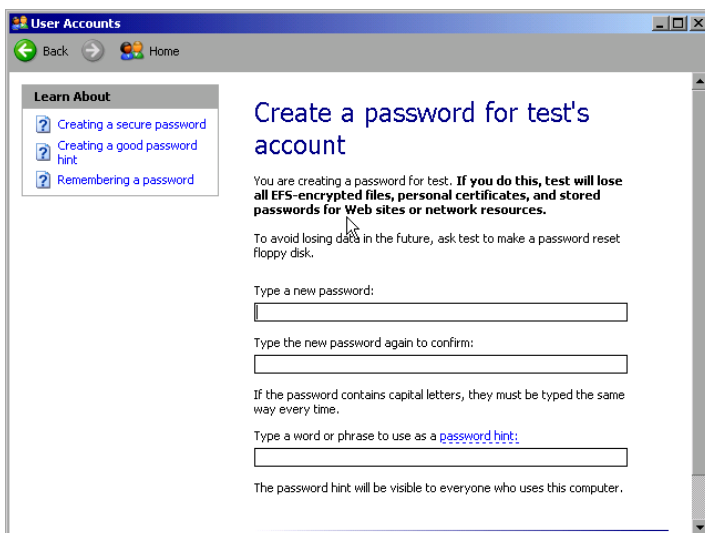 User Accounts
Back Home
Learn About
Creating a secure password
Creating a good password
hint
Remembering a password
Create a password for test's
account
You are creating a password for test. If you do this, test will lose
all EFS-encrypted files, personal certificates, and stored
passwords for Web sites or network resources.
To avoid losing data in the future, ask test to make a password reset
floppy disk.
Type a new password:
Type the new password again to confirm:
If the password contains capital letters, they must be typed the same
way every time.
Type a word or phrase to use as a password hint:
The password hint will be visible to everyone who uses this computer.